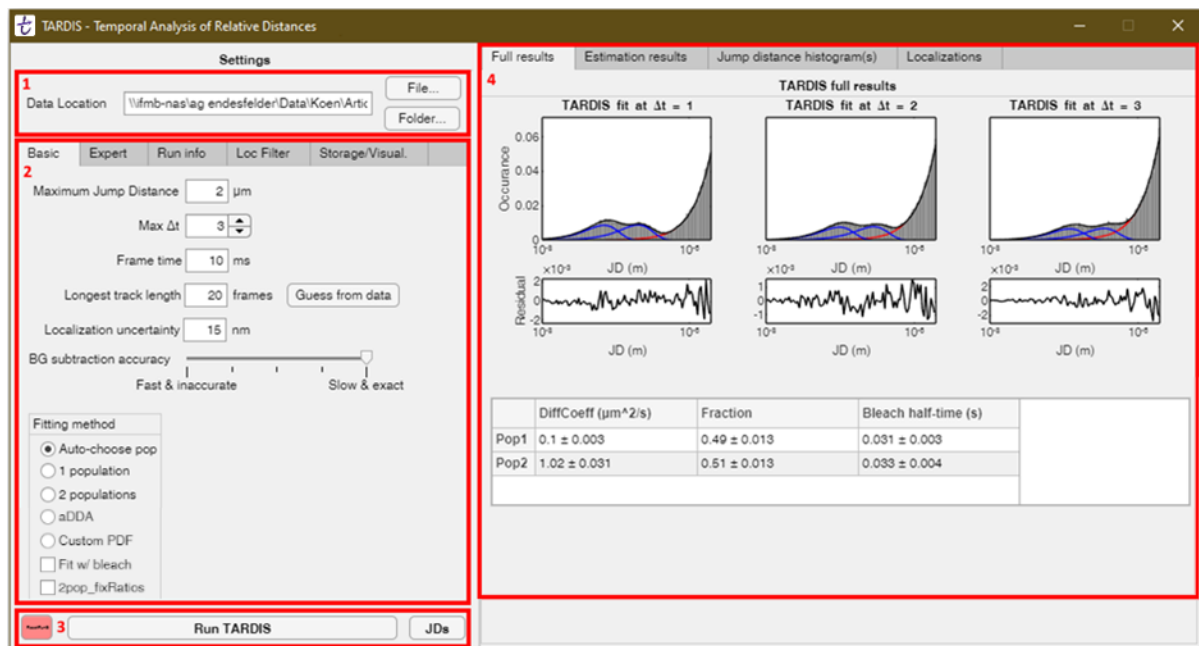 TARDIS - Temporal Analysis of Relative Distances
Settings
1
Data Location
\\ifmb-nas\ag endesfelder\Data\Koen\Artic
File...
Folder...
Basic Expert Run info Loc Filter Storage/Visual.
2
Maximum Jump Distance 2 µm
Max Δt 3
Frame time 10 ms
Longest track length 20 frames Guess from data
Localization uncertainty 15 nm
BG subtraction accuracy
Fast & inaccurate Slow & exact
Fitting method
Auto-choose pop
1 population
2 populations
aDDA
Custom PDF
Fit w/ bleach
2pop_fixRatios
3 Run TARDIS JDs
Full results Estimation results Jump distance histogram(s) Localizations
4
TARDIS full results
TARDIS fit at Δt = 1 TARDIS fit at Δt = 2 TARDIS fit at Δt = 3
Occurance
0.06
0.04
0.02
0
10⁻⁸ 10⁻⁶ 10⁻⁸ 10⁻⁶ 10⁻⁸ 10⁻⁶
JD (m) JD (m) JD (m)
×10⁻³ ×10⁻³ ×10⁻³
Residual
2 1 2
0 0 0
-2 -1 -2
10⁻⁸ 10⁻⁶ 10⁻⁸ 10⁻⁶ 10⁻⁸ 10⁻⁶
JD (m) JD (m) JD (m)
DiffCoeff (µm^2/s) Fraction Bleach half-time (s)
Pop1 0.1 ± 0.003 0.49 ± 0.013 0.031 ± 0.003
Pop2 1.02 ± 0.031 0.51 ± 0.013 0.033 ± 0.004